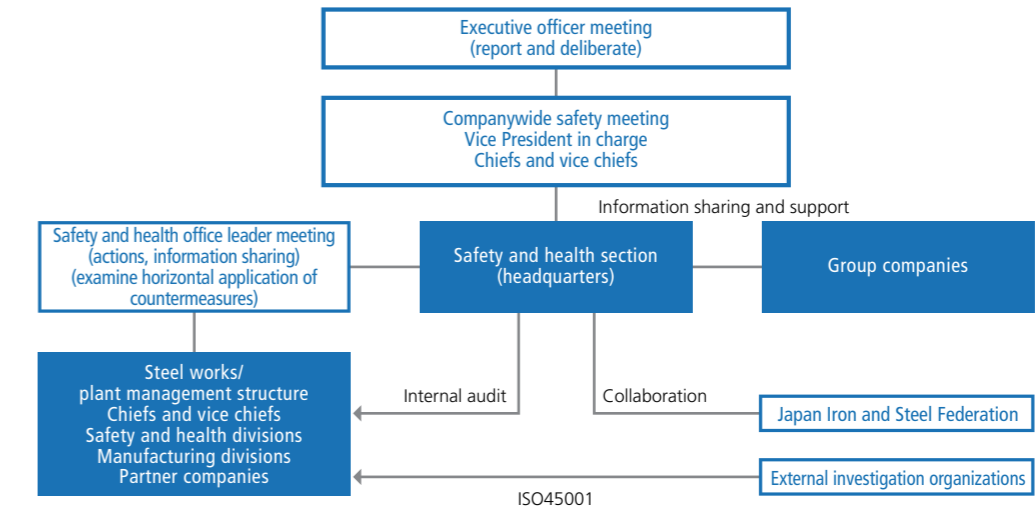 Executive officer meeting
(report and deliberate)
Companywide safety meeting
Vice President in charge
Chiefs and vice chiefs
Information sharing and support
Safety and health office leader meeting
(actions, information sharing)
(examine horizontal application of
countermeasures)
Safety and health section
(headquarters)
Group companies
Steel works/
plant management structure
Chiefs and vice chiefs
Safety and health divisions
Manufacturing divisions
Partner companies
Internal audit
Collaboration
Japan Iron and Steel Federation
External investigation organizations
ISO45001